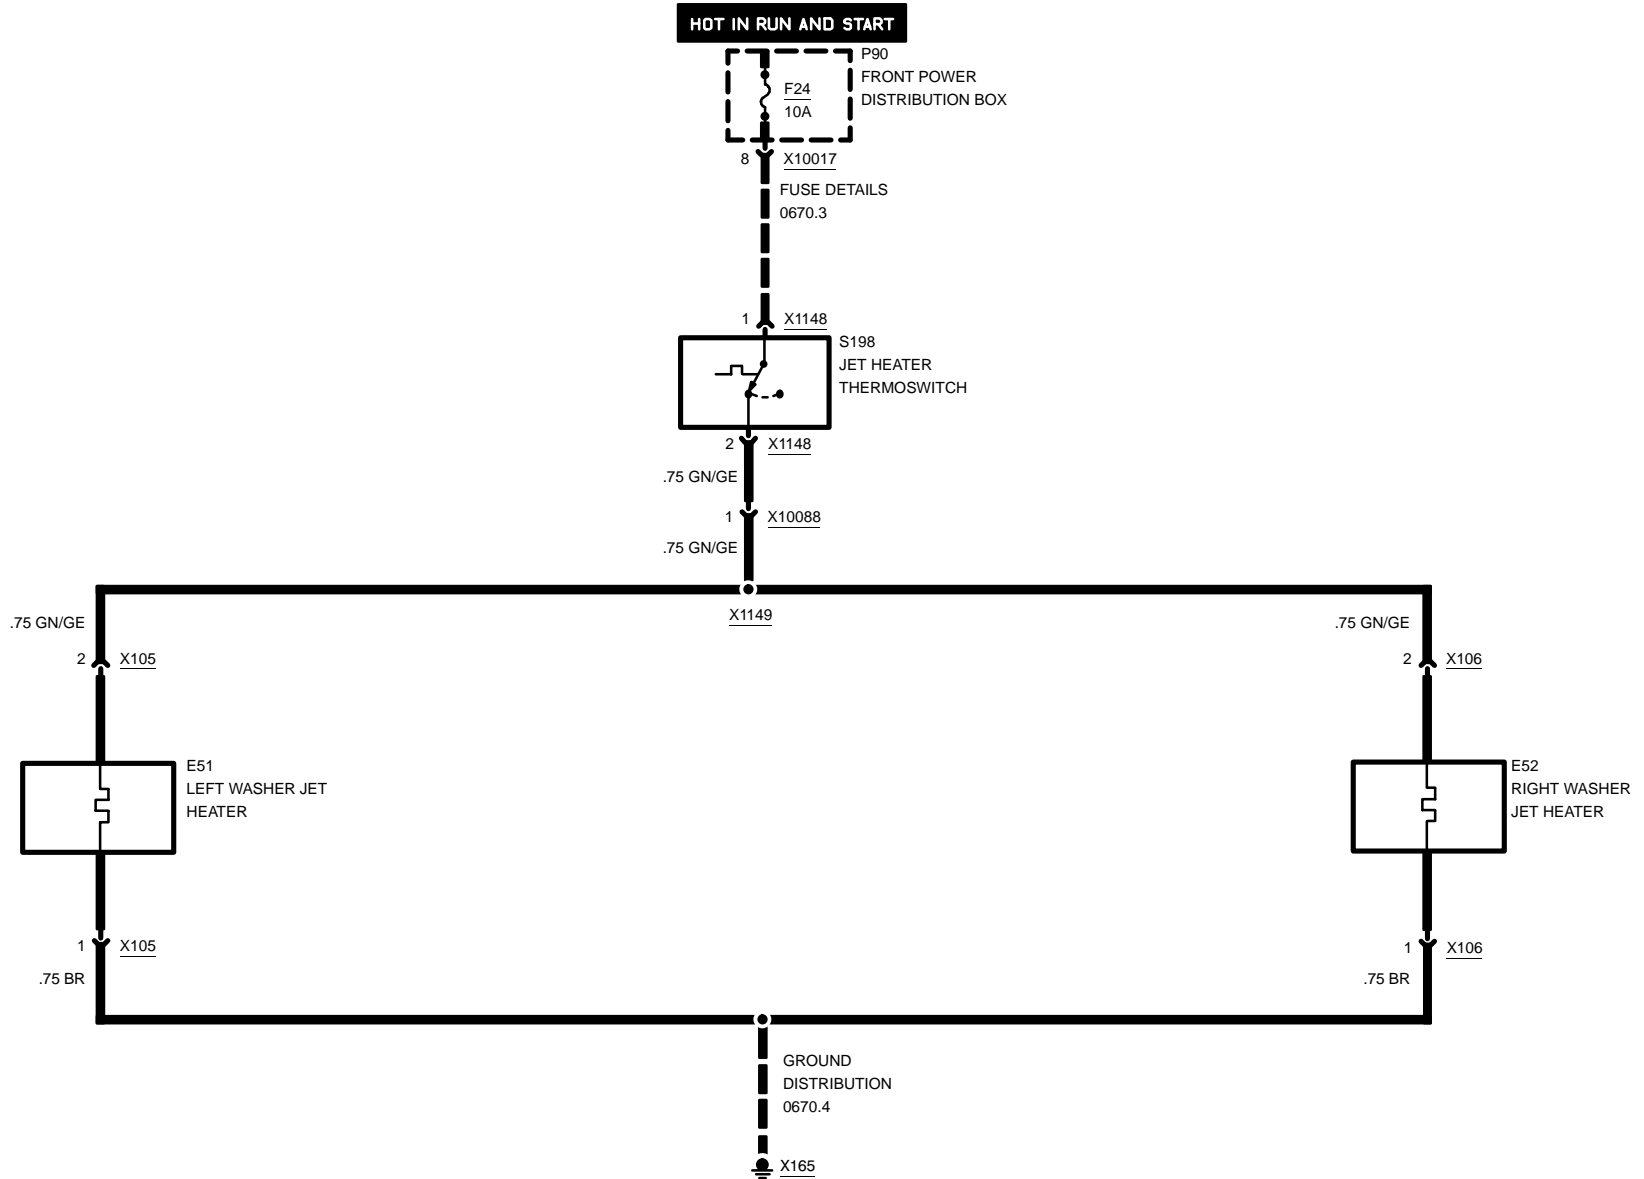 HOT IN RUN AND START
P90
FRONT POWER
DISTRIBUTION BOX
F24
10A
8 X10017
FUSE DETAILS
0670.3
1 X1148
S198
JET HEATER
THERMOSWITCH
2 X1148
.75 GN/GE
1 X10088
.75 GN/GE
X1149
.75 GN/GE
.75 GN/GE
2 X105
2 X106
E51
LEFT WASHER JET
HEATER
E52
RIGHT WASHER
JET HEATER
1 X105
1 X106
.75 BR
.75 BR
GROUND
DISTRIBUTION
0670.4
X165